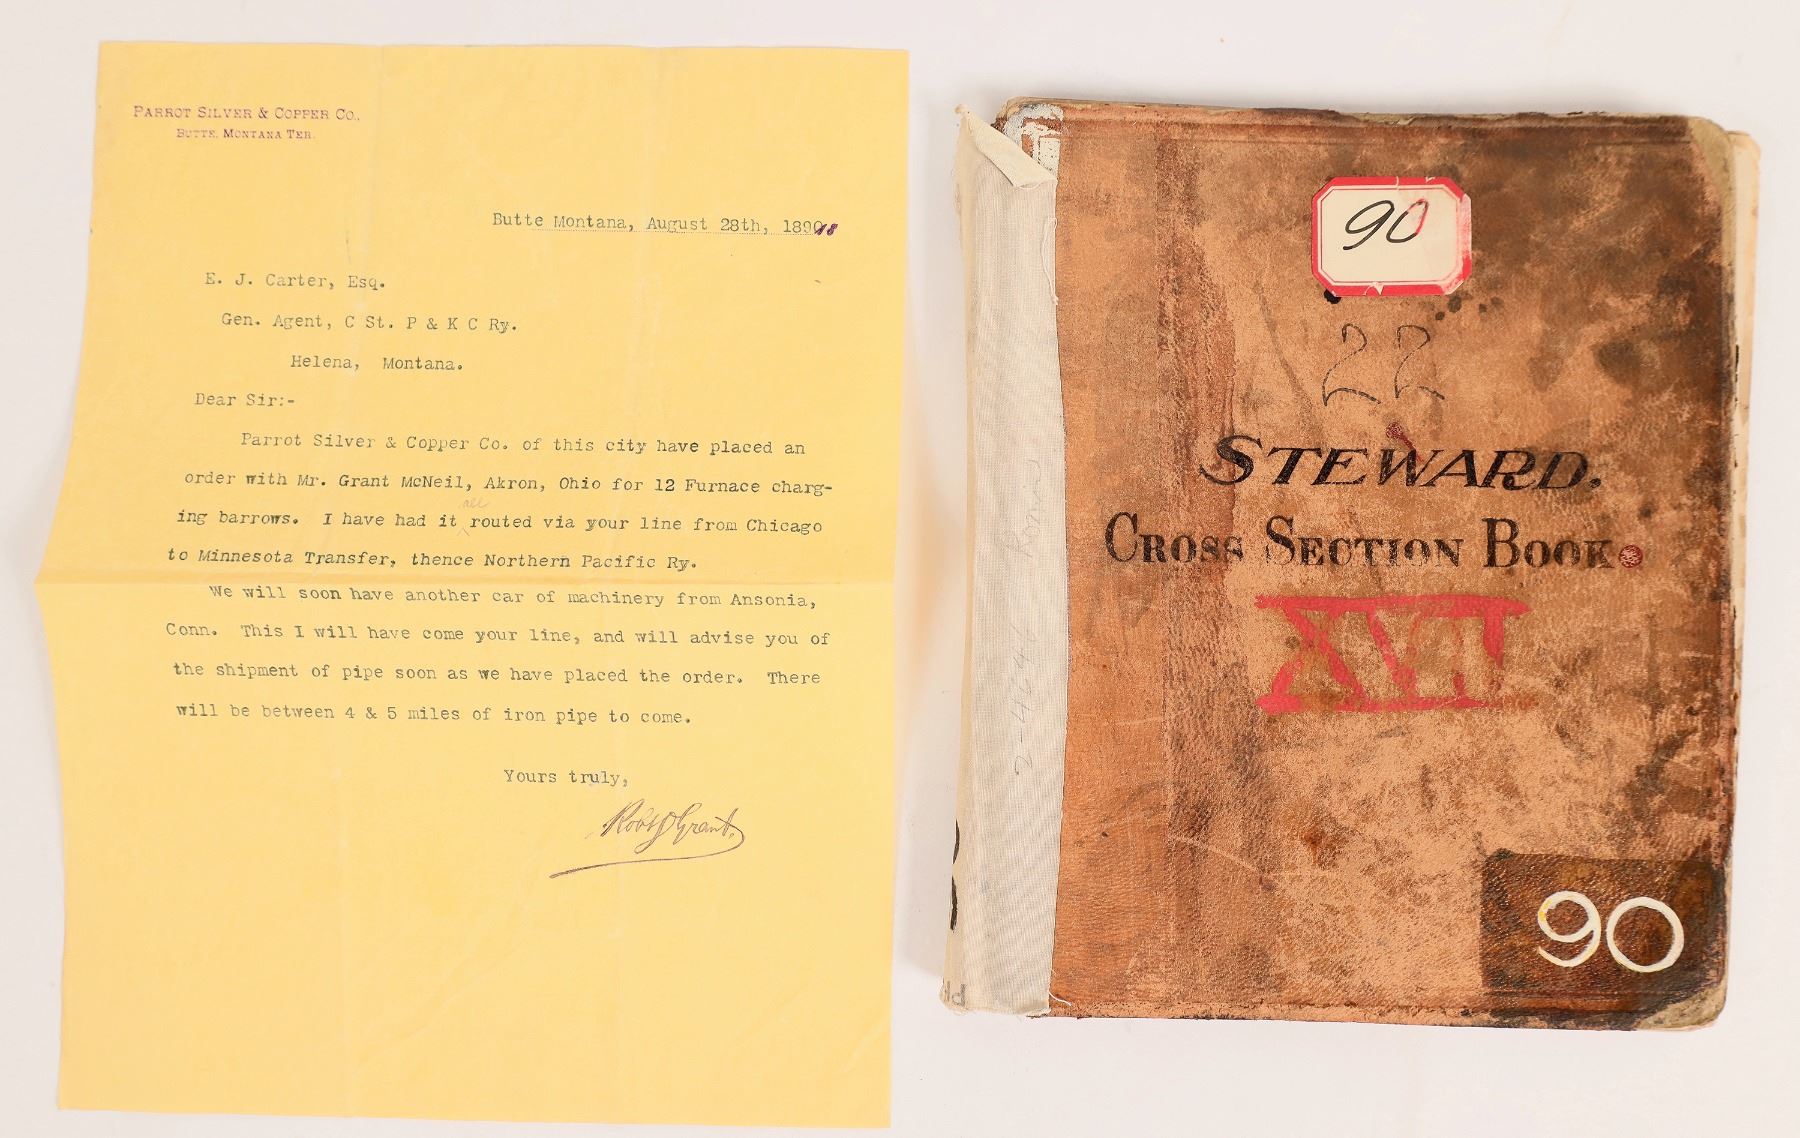 PARROT SILVER & COPPER CO.,
BUTTE, MONTANA TER.
Butte Montana, August 28th, 1890
E. J. Carter, Esq.
Gen. Agent, C St. P & K C Ry.
Helena, Montana.
Dear Sir:-
Parrot Silver & Copper Co. of this city have placed an
order with Mr. Grant McNeil, Akron, Ohio for 12 Furnace charg-
ing barrows. I have had it all routed via your line from Chicago
to Minnesota Transfer, thence Northern Pacific Ry.
We will soon have another car of machinery from Ansonia,
Conn. This I will have come your line, and will advise you of
the shipment of pipe soon as we have placed the order. There
will be between 4 & 5 miles of iron pipe to come.
Yours truly,
Robt Grant.
90
22
STEWARD.
CROSS SECTION BOOK.
XVI
90